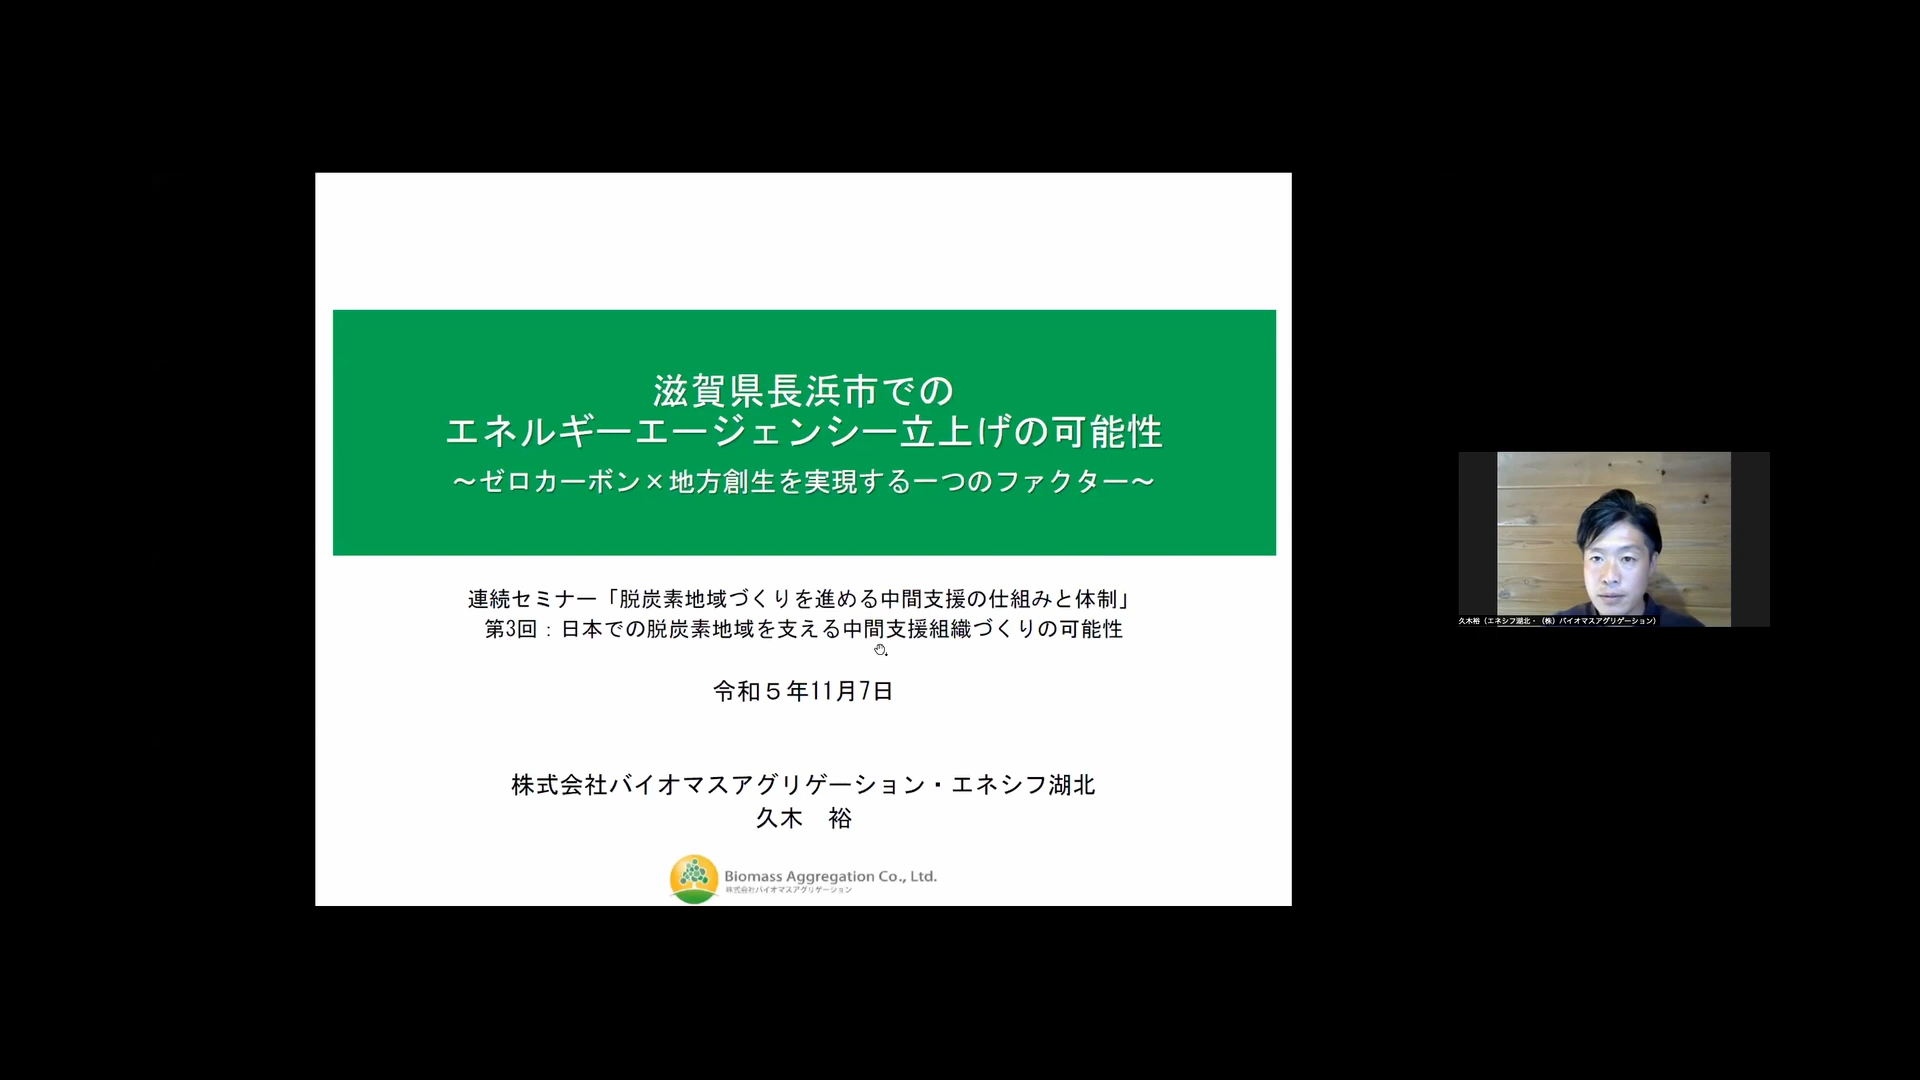 滋賀県長浜市での
エネルギーエージェンシー立上げの可能性
～ゼロカーボン×地方創生を実現する一つのファクター～
連続セミナー「脱炭素地域づくりを進める中間支援の仕組みと体制」
第3回：日本での脱炭素地域を支える中間支援組織づくりの可能性
令和５年11月7日
株式会社バイオマスアグリゲーション・エネシフ湖北
久木　裕
Biomass Aggregation Co., Ltd.
株式会社バイオマスアグリゲーション
久木裕（エネシフ湖北・（株）バイオマスアグリゲーション）